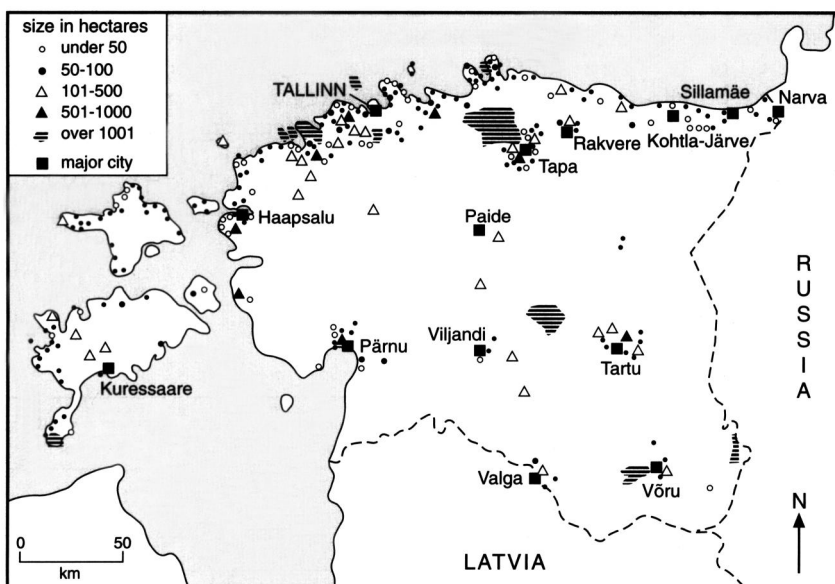 size in hectares
under 50
50-100
101-500
501-1000
over 1001
major city
TALLINN
Sillamäe
Narva
Rakvere
Kohtla-Järve
Tapa
Haapsalu
Paide
RUSSIA
Pärnu
Viljandi
Tartu
Kuressaare
Valga
Võru
N
0 50
km
LATVIA